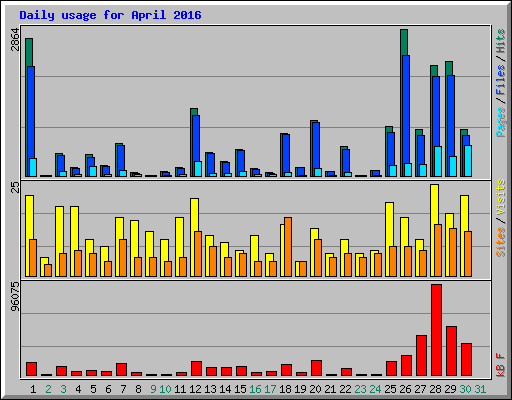 Daily usage for April 2016
2864
Pages / Files / Hits
25
Sites / Visits
96075
kB F
1 2 3 4 5 6 7 8 9 10 11 12 13 14 15 16 17 18 19 20 21 22 23 24 25 26 27 28 29 30 31